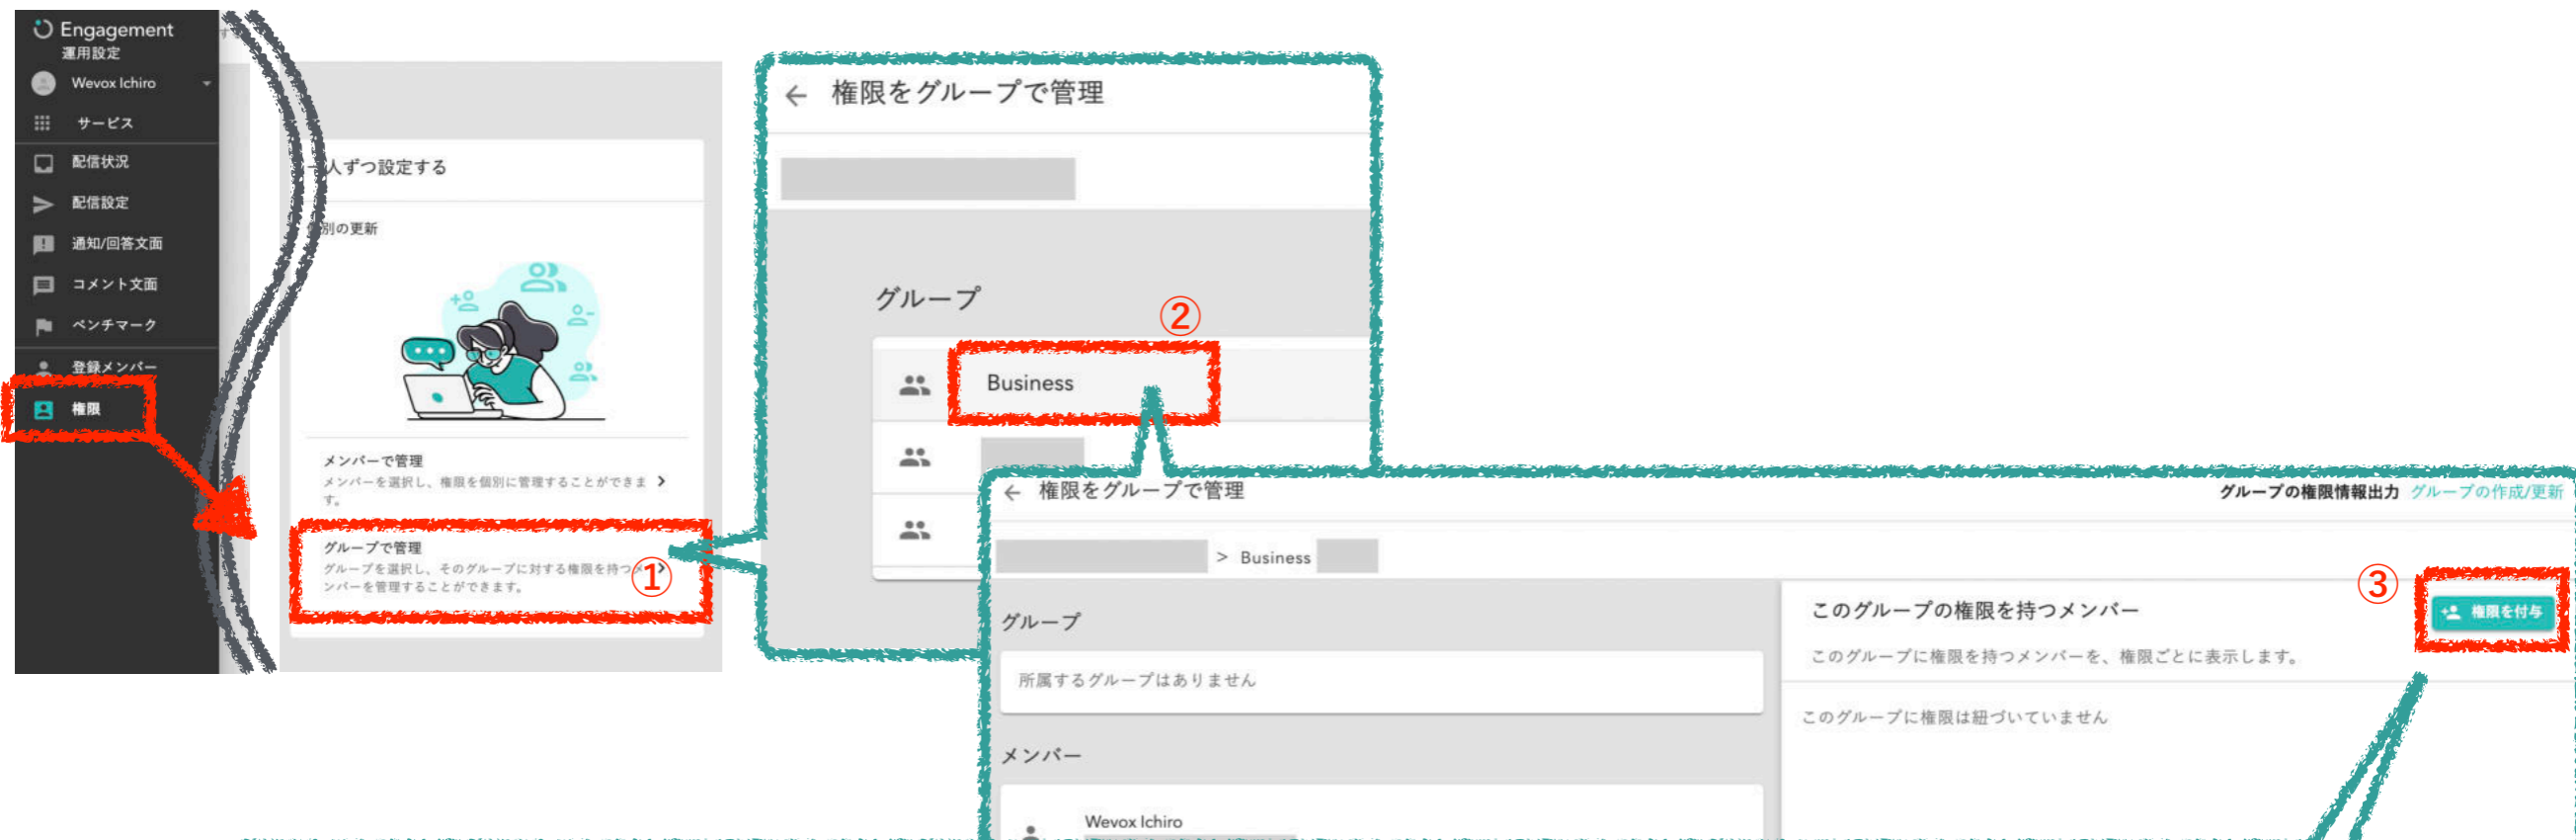 Engagement
運用設定
Wevox Ichiro
サービス
配信状況
配信設定
通知/回答文面
コメント文面
ベンチマーク
登録メンバー
権限
人ずつ設定する
別の更新
メンバーで管理
メンバーを選択し、権限を個別に管理することができま
す。
グループで管理
グループを選択し、そのグループに対する権限を持つメ
ンバーを管理することができます。
①
← 権限をグループで管理
グループ
②
Business
← 権限をグループで管理
グループの権限情報出力 グループの作成/更新
> Business
グループ
所属するグループはありません
メンバー
Wevox Ichiro
このグループの権限を持つメンバー
③
権限を付与
このグループに権限を持つメンバーを、権限ごとに表示します。
このグループに権限は紐づいていません